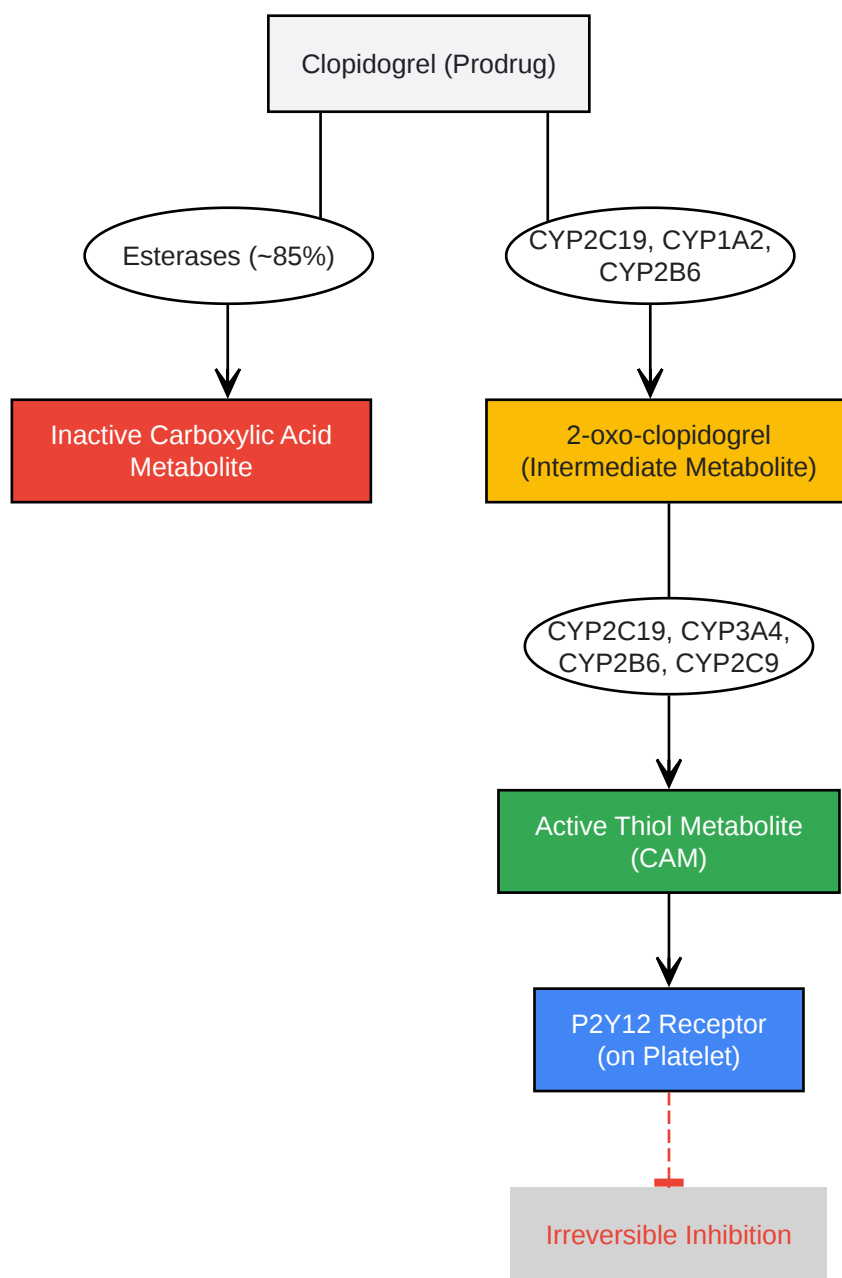 Clopidogrel (Prodrug)
Esterases (~85%)
CYP2C19, CYP1A2,
CYP2B6
Inactive Carboxylic Acid
Metabolite
2-oxo-clopidogrel
(Intermediate Metabolite)
CYP2C19, CYP3A4,
CYP2B6, CYP2C9
Active Thiol Metabolite
(CAM)
P2Y12 Receptor
(on Platelet)
Irreversible Inhibition